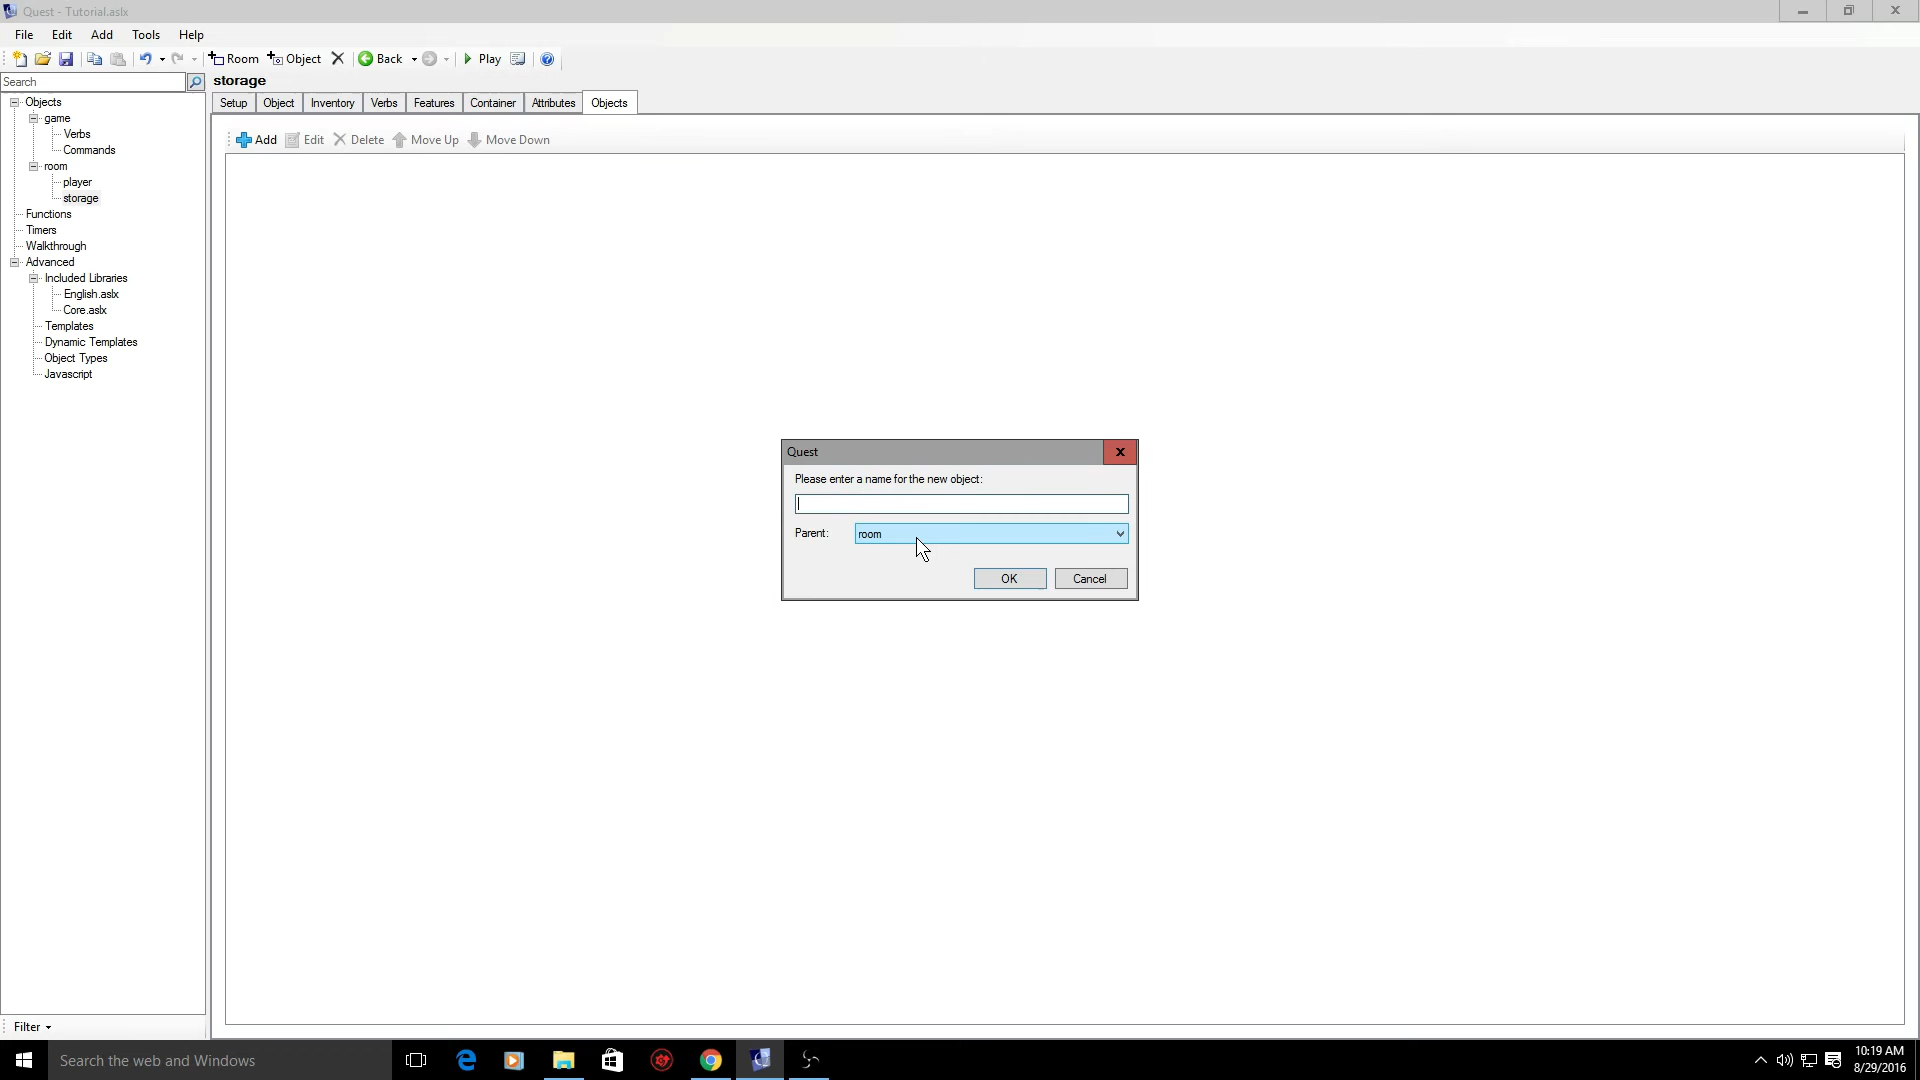 Quest - Tutorial.aslx
File Edit Add Tools Help
Room Object Back Play
Search
storage
Setup Object Inventory Verbs Features Container Attributes Objects
Add Edit Delete Move Up Move Down
Objects
game
Verbs
Commands
room
player
storage
Functions
Timers
Walkthrough
Advanced
Included Libraries
English.aslx
Core.aslx
Templates
Dynamic Templates
Object Types
Javascript
Quest
Please enter a name for the new object:
Parent: room
OK Cancel
Filter
Search the web and Windows
10:19 AM
8/29/2016